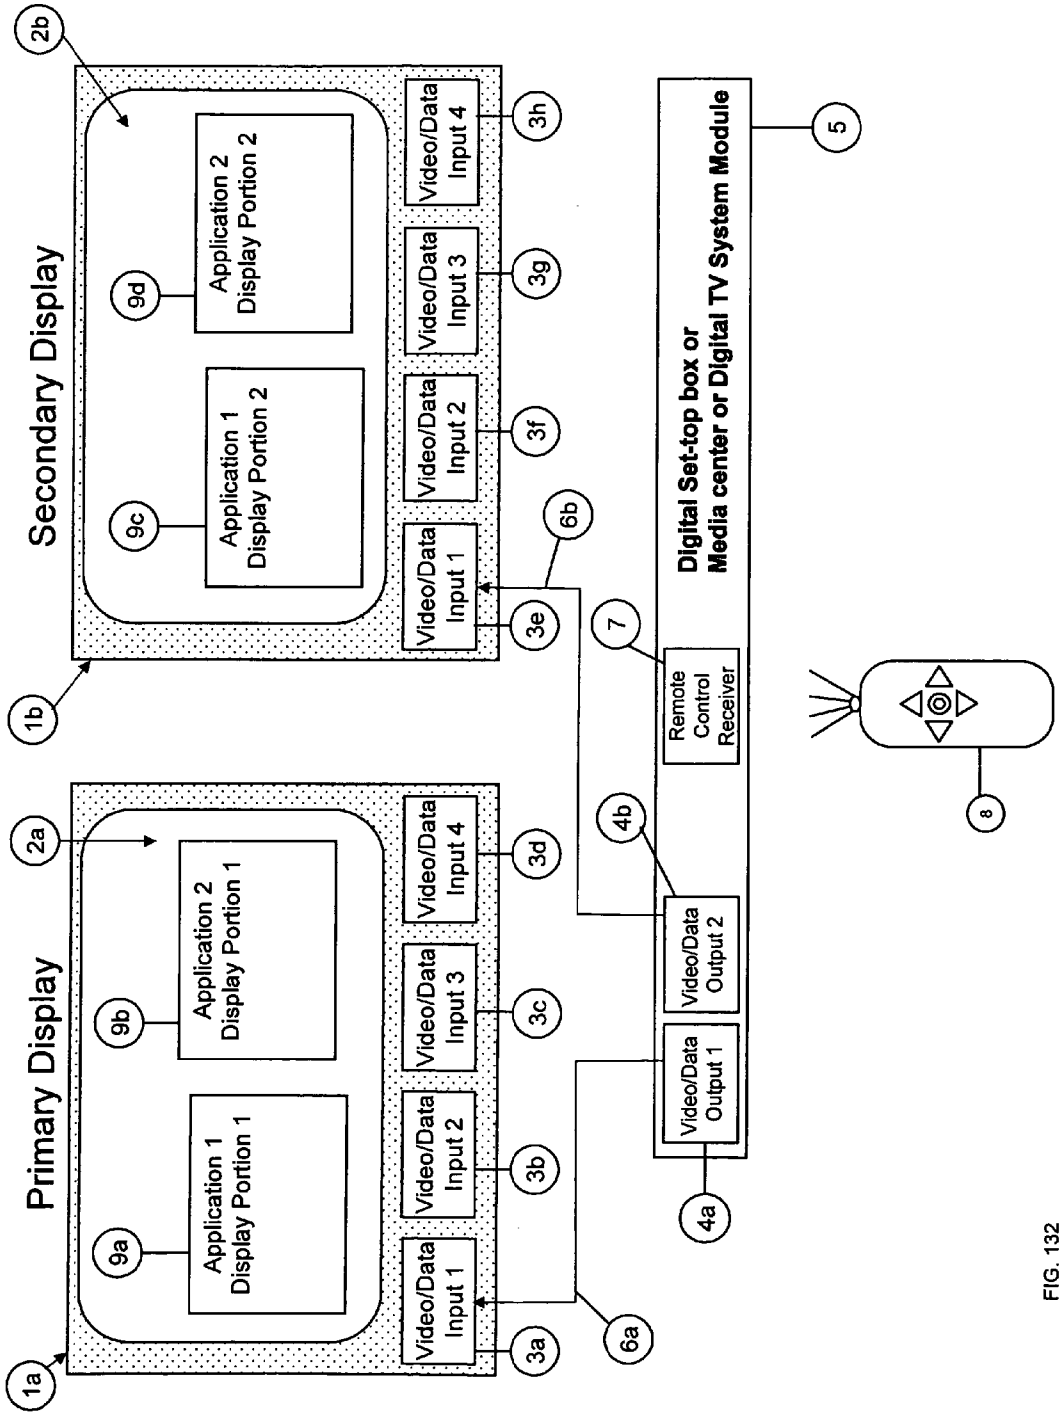 Primary Display
1a
2a
9a
9b
Application 1
Display Portion 1
Application 2
Display Portion 1
Video/Data
Input 1
Video/Data
Input 2
Video/Data
Input 3
Video/Data
Input 4
3a
3b
3c
3d
Secondary Display
1b
2b
9c
9d
Application 1
Display Portion 2
Application 2
Display Portion 2
Video/Data
Input 1
Video/Data
Input 2
Video/Data
Input 3
Video/Data
Input 4
3e
3f
3g
3h
6a
6b
4b
7
Video/Data
Output 1
Video/Data
Output 2
Remote
Control
Receiver
Digital Set-top box or
Media center or Digital TV System Module
4a
5
8
FIG. 132